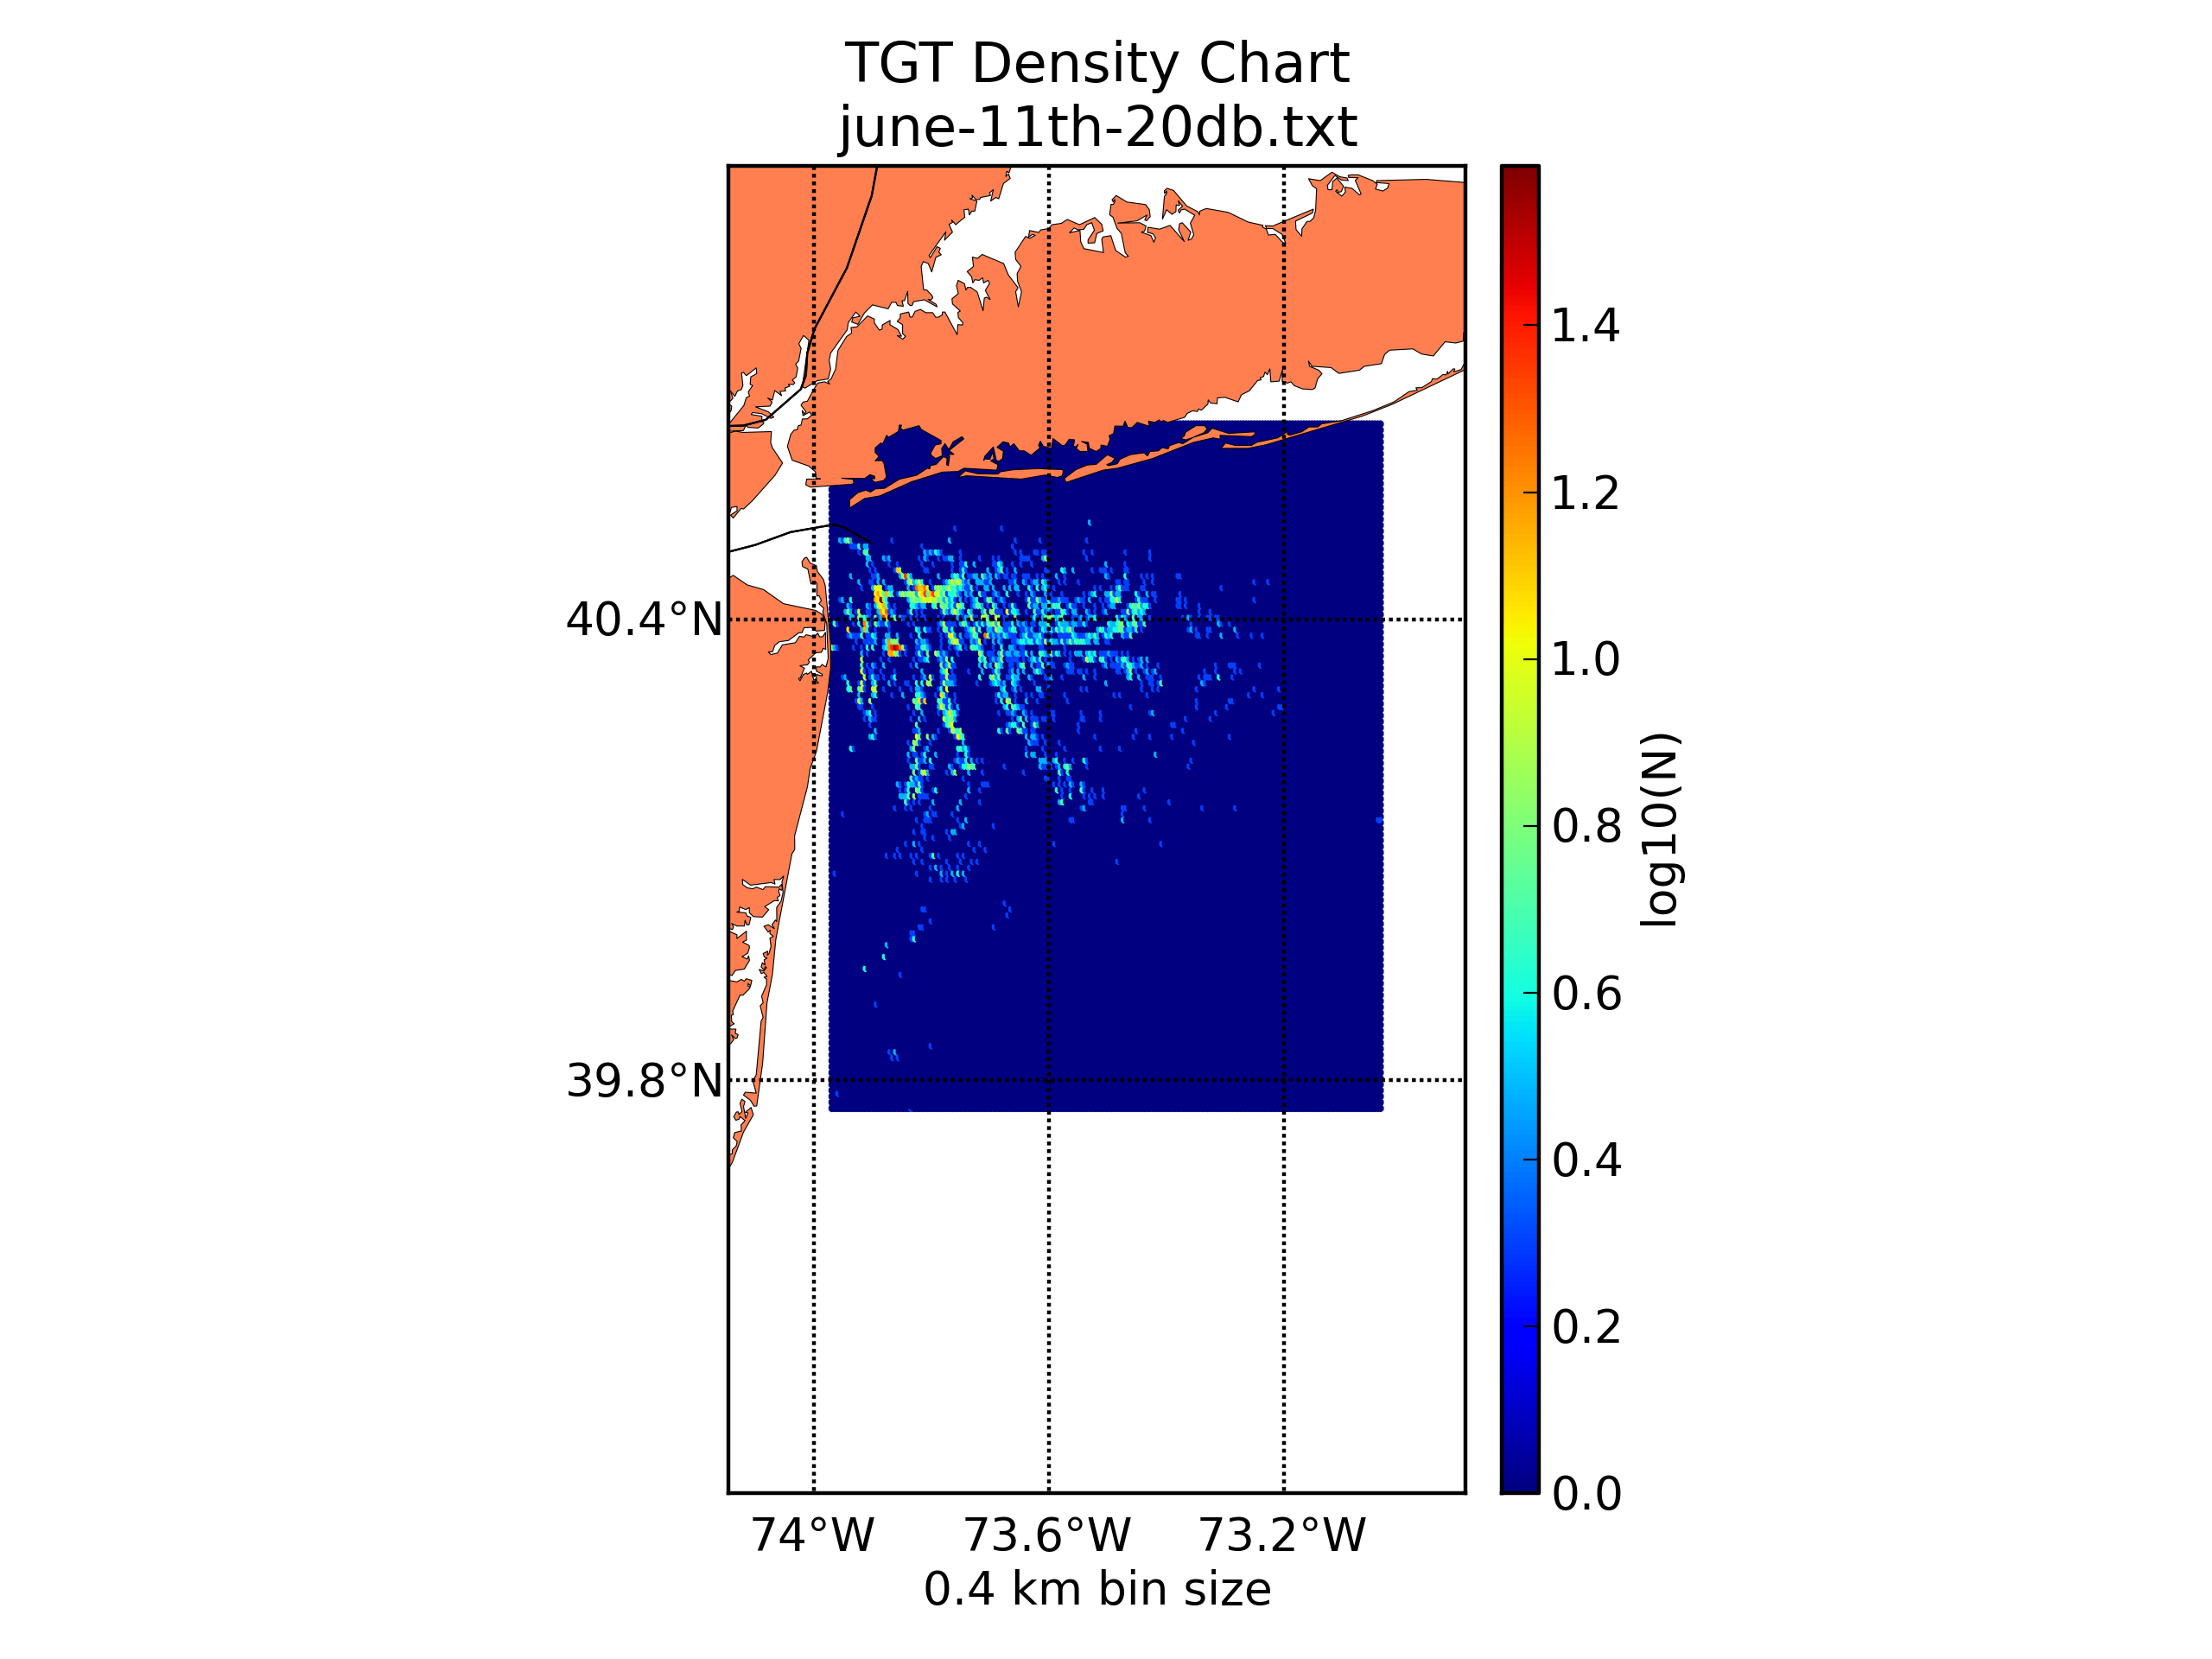 TGT Density Chart
june-11th-20db.txt
40.4°N
39.8°N
74°W
73.6°W
73.2°W
0.4 km bin size
1.4
1.2
1.0
0.8
0.6
0.4
0.2
0.0
log10(N)